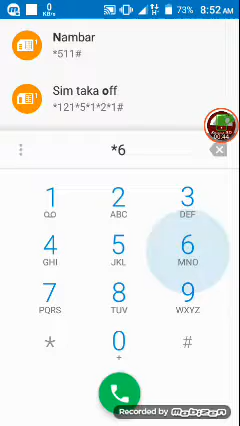 0
KB/s
73% 8:52 AM
Nambar
*511#
Sim taka off
*121*5*1*2*1#
00:44
*6
1 2 3
ABC DEF
4 5 6
GHI JKL MNO
7 8 9
PQRS TUV WXYZ
* 0 #
+
Recorded by mobizen